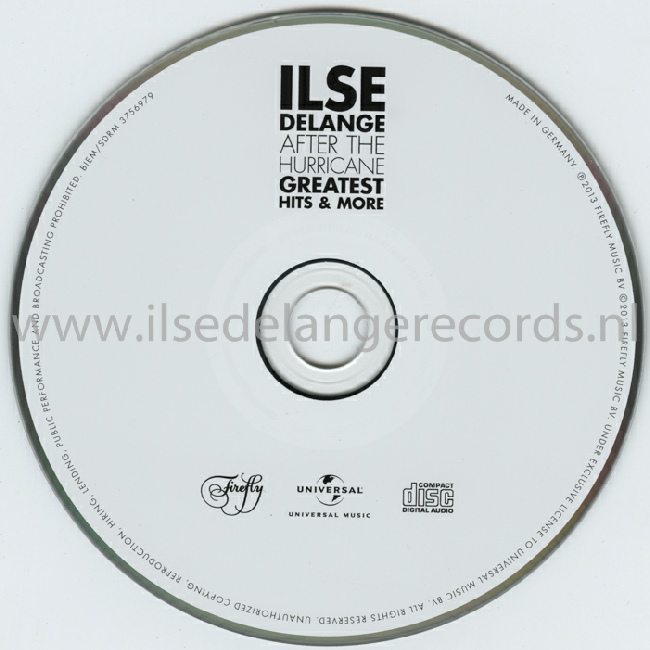 ILSE
DELANGE
AFTER THE
HURRICANE
GREATEST
HITS & MORE
MADE IN GERMANY ℗ 2013 FIREFLY MUSIC BV © 2013 FIREFLY MUSIC BV. UNDER EXCLUSIVE LICENSE TO UNIVERSAL MUSIC BV. ALL RIGHTS RESERVED. UNAUTHORIZED COPYING, REPRODUCTION, HIRING, LENDING, PUBLIC PERFORMANCE AND BROADCASTING PROHIBITED. BIEM/SDRM 3756979
www.ilsedelangerecords.nl
Firefly
UNIVERSAL
UNIVERSAL MUSIC
COMPACT
disc
DIGITAL AUDIO